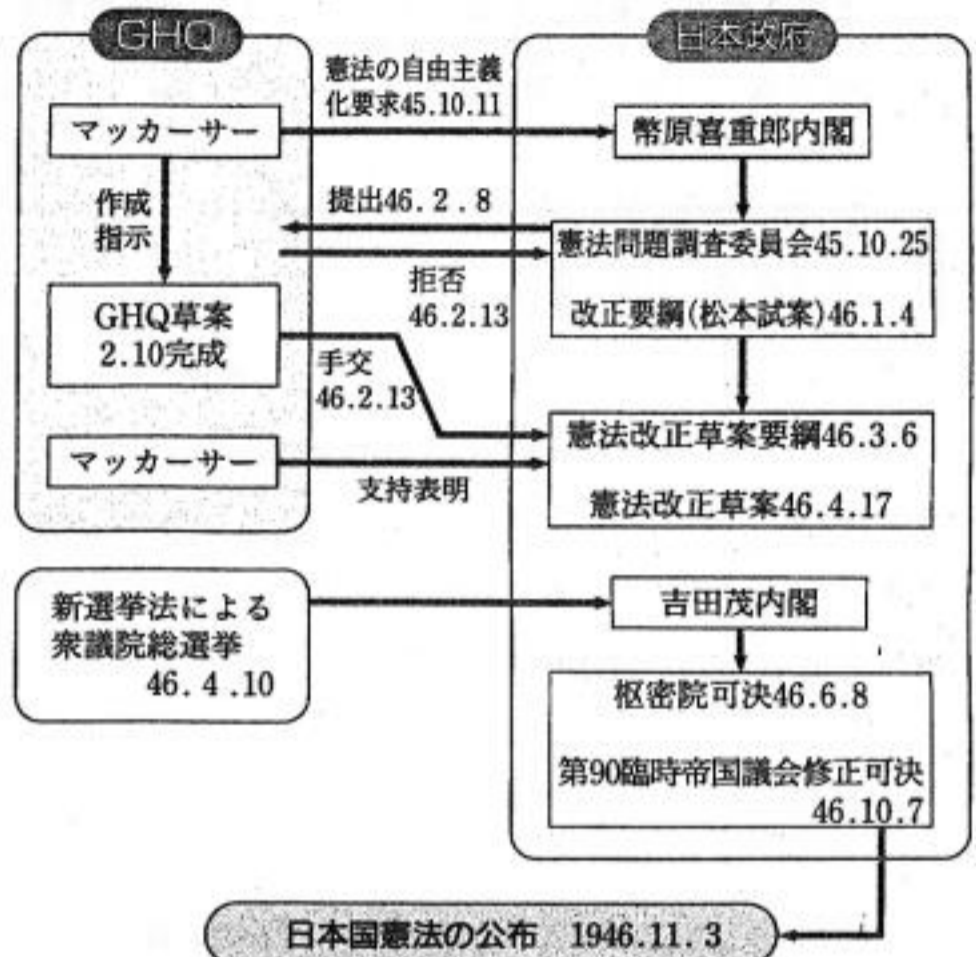 GHQ
日本政府
憲法の自由主義
化要求45.10.11
マッカーサー
幣原喜重郎内閣
作成
指示
提出46.2.8
憲法問題調査委員会45.10.25
拒否
46.2.13
改正要綱(松本試案)46.1.4
GHQ草案
2.10完成
手交
46.2.13
憲法改正草案要綱46.3.6
マッカーサー
支持表明
憲法改正草案46.4.17
新選挙法による
衆議院総選挙
46.4.10
吉田茂内閣
枢密院可決46.6.8
第90臨時帝国議会修正可決
46.10.7
日本国憲法の公布 1946.11.3